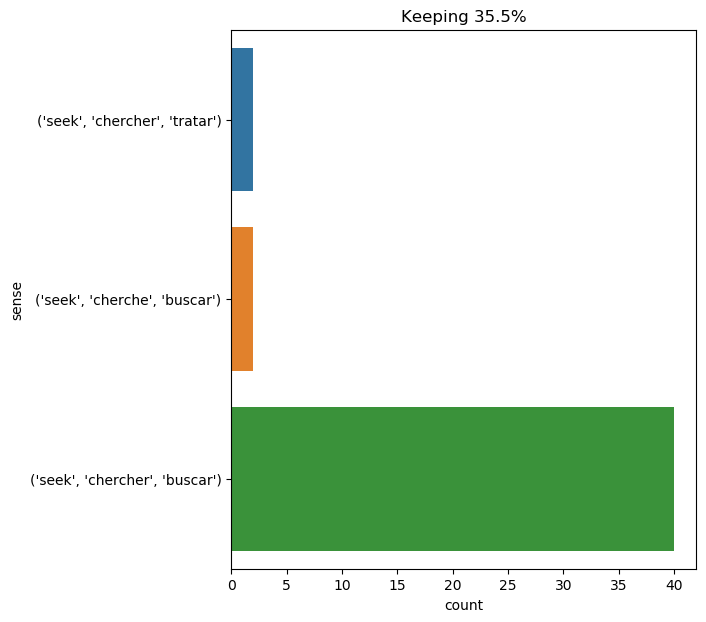 Keeping 35.5%
('seek', 'chercher', 'tratar')
('seek', 'cherche', 'buscar')
('seek', 'chercher', 'buscar')
sense
0 5 10 15 20 25 30 35 40
count